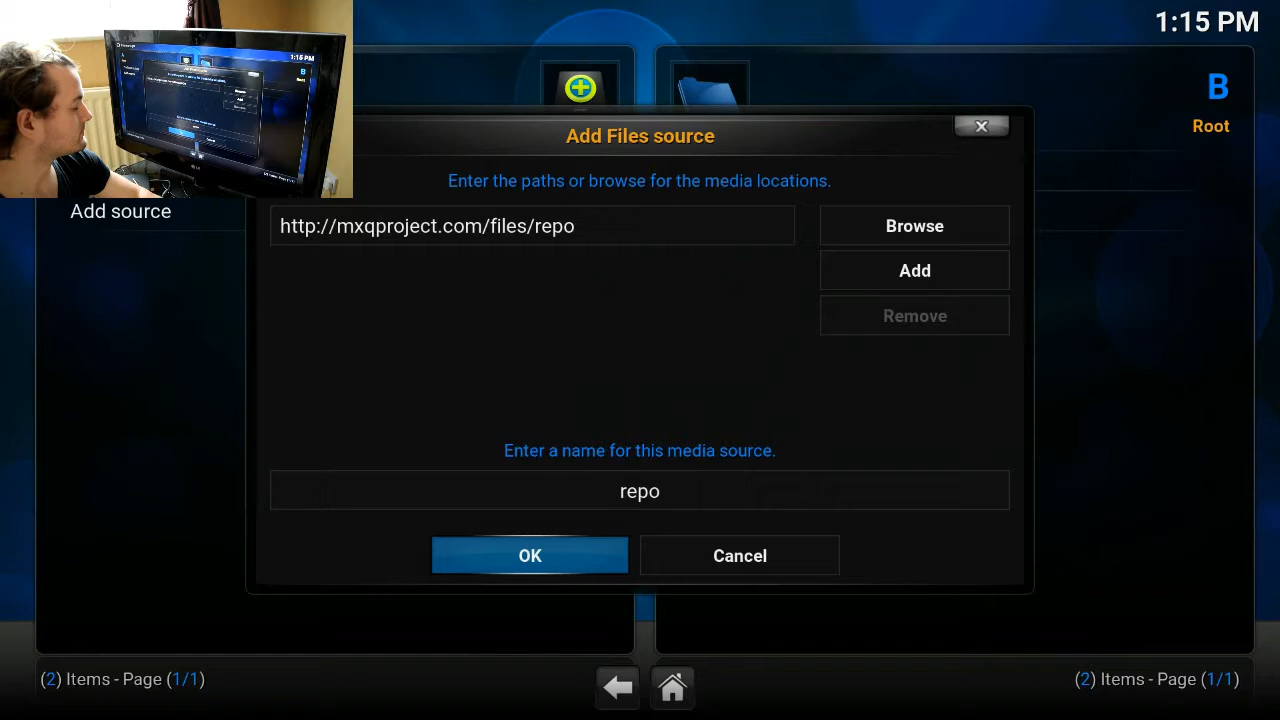 1:15 PM
B
Root
Add Files source
Enter the paths or browse for the media locations.
Add source
http://mxqproject.com/files/repo
Browse
Add
Remove
Enter a name for this media source.
repo
OK
Cancel
(2) Items - Page (1/1)
(2) Items - Page (1/1)